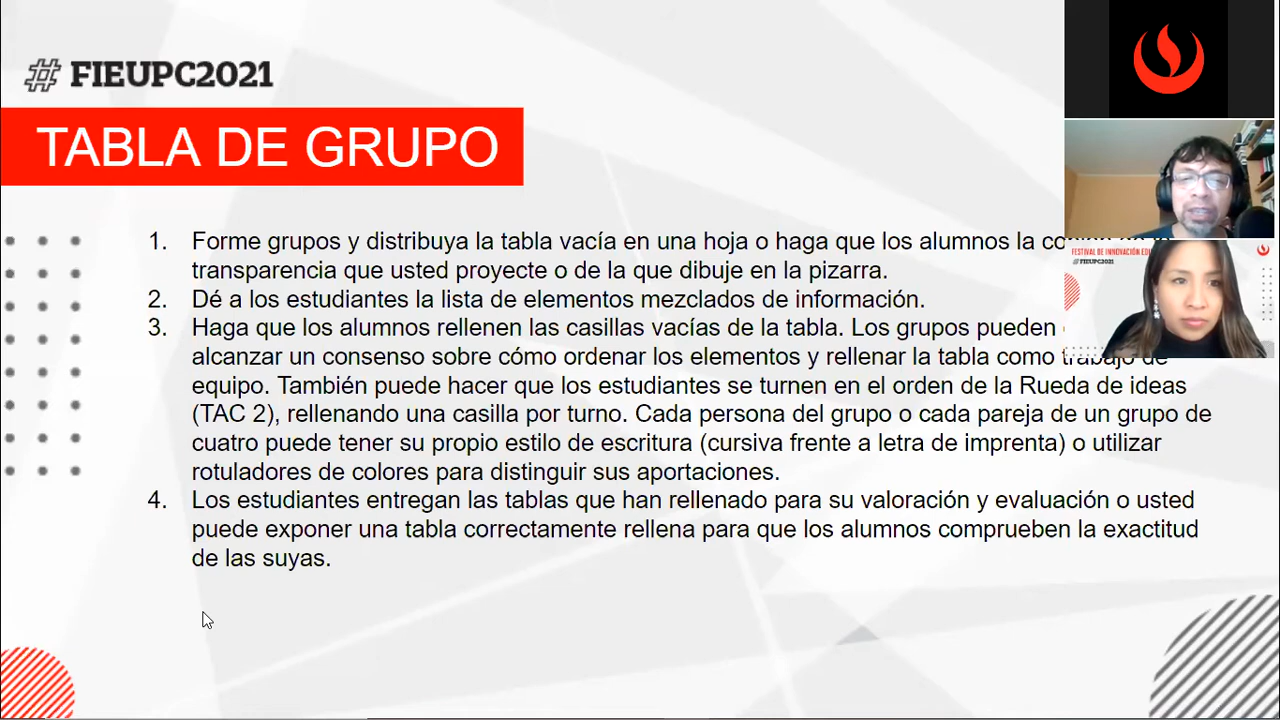 # FIEUPC2021
TABLA DE GRUPO
1. Forme grupos y distribuya la tabla vacía en una hoja o haga que los alumnos la
transparencia que usted proyecte o de la que dibuje en la pizarra.
2. Dé a los estudiantes la lista de elementos mezclados de información.
3. Haga que los alumnos rellenen las casillas vacías de la tabla. Los grupos pueden
alcanzar un consenso sobre cómo ordenar los elementos y rellenar la tabla como trabajo de
equipo. También puede hacer que los estudiantes se turnen en el orden de la Rueda de ideas
(TAC 2), rellenando una casilla por turno. Cada persona del grupo o cada pareja de un grupo de
cuatro puede tener su propio estilo de escritura (cursiva frente a letra de imprenta) o utilizar
rotuladores de colores para distinguir sus aportaciones.
4. Los estudiantes entregan las tablas que han rellenado para su valoración y evaluación o usted
puede exponer una tabla correctamente rellena para que los alumnos comprueben la exactitud
de las suyas.
FESTIVAL DE INNOVACIÓN
#FIEUPC2021